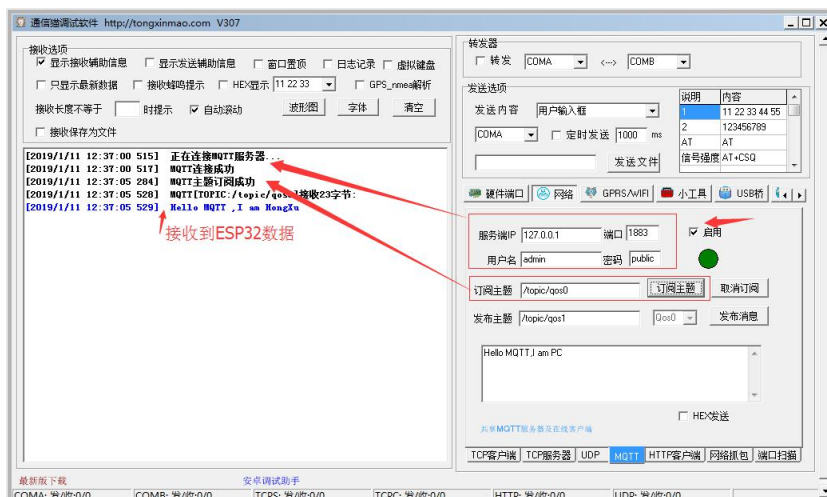 通信猫调试软件 http://tongxinmao.com V307
接收选项
显示接收辅助信息 显示发送辅助信息 窗口置顶 日志记录 虚拟键盘
只显示最新数据 接收蜂鸣提示 HEX显示 11 22 33 GPS_nmea解析
接收长度不等于 时提示 自动滚动 波形图 字体 清空
接收保存为文件
[2019/1/11 12:37:00 515] 正在连接MQTT服务器...
[2019/1/11 12:37:00 517] MQTT连接成功
[2019/1/11 12:37:05 284] MQTT主题订阅成功
[2019/1/11 12:37:05 528] MQTT[TOPIC:/topic/qos0]接收23字节:
[2019/1/11 12:37:05 529] Hello MQTT ,I am HongXu
接收到ESP32数据
转发器
转发 COMA <--> COMB
发送选项
发送内容 用户输入框
COMA 定时发送 1000 ms
发送文件
说明 内容
1 11 22 33 44 55
2 123456789
AT AT
信号强度 AT+CSQ
硬件端口 网络 GPRS/WIFI 小工具 USB桥
服务端IP 127.0.0.1 端口 1883 启用
用户名 admin 密码 public
订阅主题 /topic/qos0 订阅主题 取消订阅
发布主题 /topic/qos1 Qos0 发布消息
Hello MQTT,I am PC
HEX发送
共享MQTT服务器及在线客户端
TCP客户端 TCP服务器 UDP MQTT HTTP客户端 网络抓包 端口扫描
最新版下载 安卓调试助手
COMA: 发/收:0/0 COMB: 发/收:0/0 TCPS: 发/收:0/0 TCPC: 发/收:0/0 HTTP: 发/收:0/0 UDP: 发/收:0/0